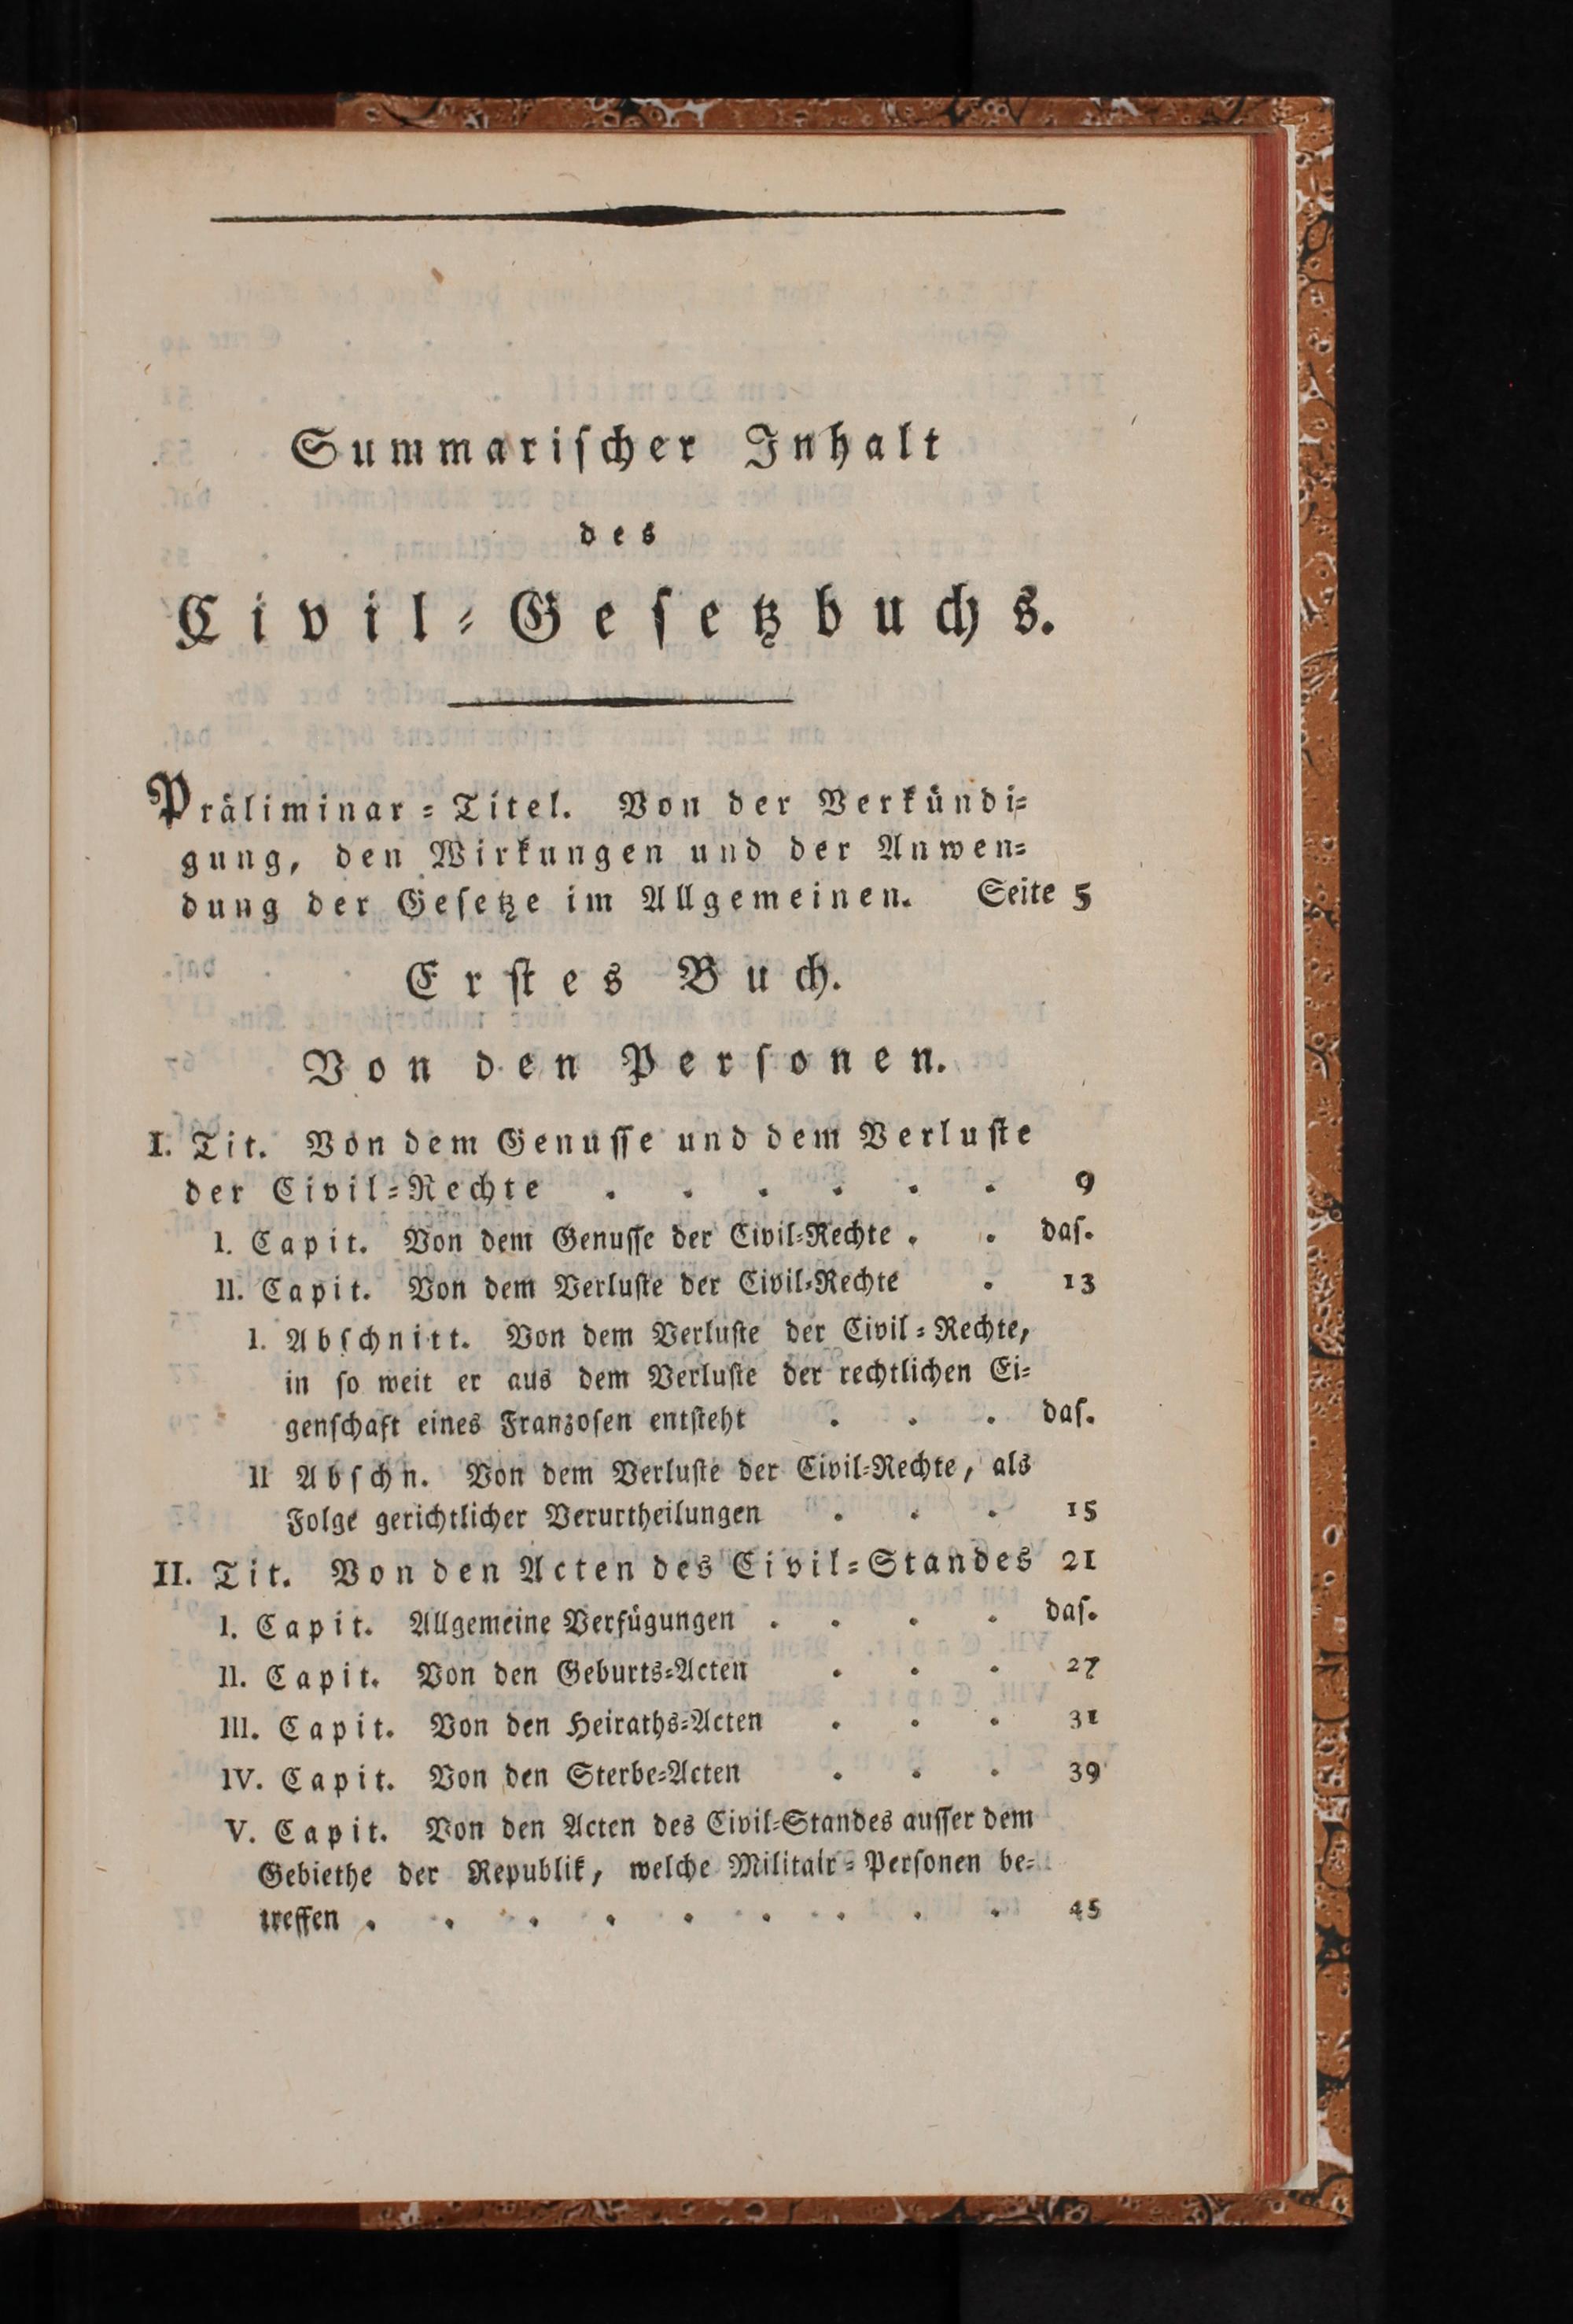 Summarischer Inhalt
des
Civil-Gesetzbuchs.
Präliminar-Titel. Von der Verkündi-
gung, den Wirkungen und der Anwen-
dung der Gesetze im Allgemeinen. Seite 5
Erstes Buch.
Von den Personen.
I. Tit. Von dem Genusse und dem Verluste
der Civil-Rechte . . . . . . 9
I. Capit. Von dem Genusse der Civil-Rechte . . das.
II. Capit. Von dem Verluste der Civil-Rechte . 13
I. Abschnitt. Von dem Verluste der Civil-Rechte,
in so weit er aus dem Verluste der rechtlichen Ei-
genschaft eines Franzosen entsteht . . . das.
II Abschn. Von dem Verluste der Civil-Rechte, als
Folge gerichtlicher Verurtheilungen . . . 15
II. Tit. Von den Acten des Civil-Standes 21
I. Capit. Allgemeine Verfügungen . . . . das.
II. Capit. Von den Geburts-Acten . . . 27
III. Capit. Von den Heiraths-Acten . . . 31
IV. Capit. Von den Sterbe-Acten . . . 39
V. Capit. Von den Acten des Civil-Standes ausser dem
Gebiethe der Republik, welche Militair-Personen be-
treffen . . . . . . . . . 45